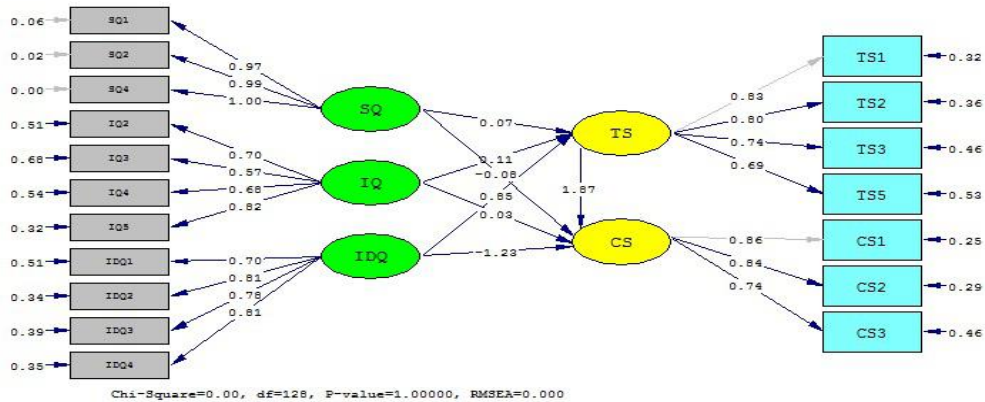 0.06 SQ1
0.02 SQ2
0.00 SQ4
0.51 IQ2
0.68 IQ3
0.54 IQ4
0.32 IQ5
0.51 IDQ1
0.34 IDQ2
0.39 IDQ3
0.35 IDQ4
0.97
0.99
1.00
0.70
0.57
0.68
0.82
0.70
0.81
0.78
0.81
SQ
IQ
IDQ
0.07
0.11
-0.08
0.85
0.03
-1.23
1.87
TS
CS
0.83
0.80
0.74
0.69
0.86
0.84
0.74
TS1 0.32
TS2 0.36
TS3 0.46
TS5 0.53
CS1 0.25
CS2 0.29
CS3 0.46
Chi-Square=0.00, df=128, P-value=1.00000, RMSEA=0.000